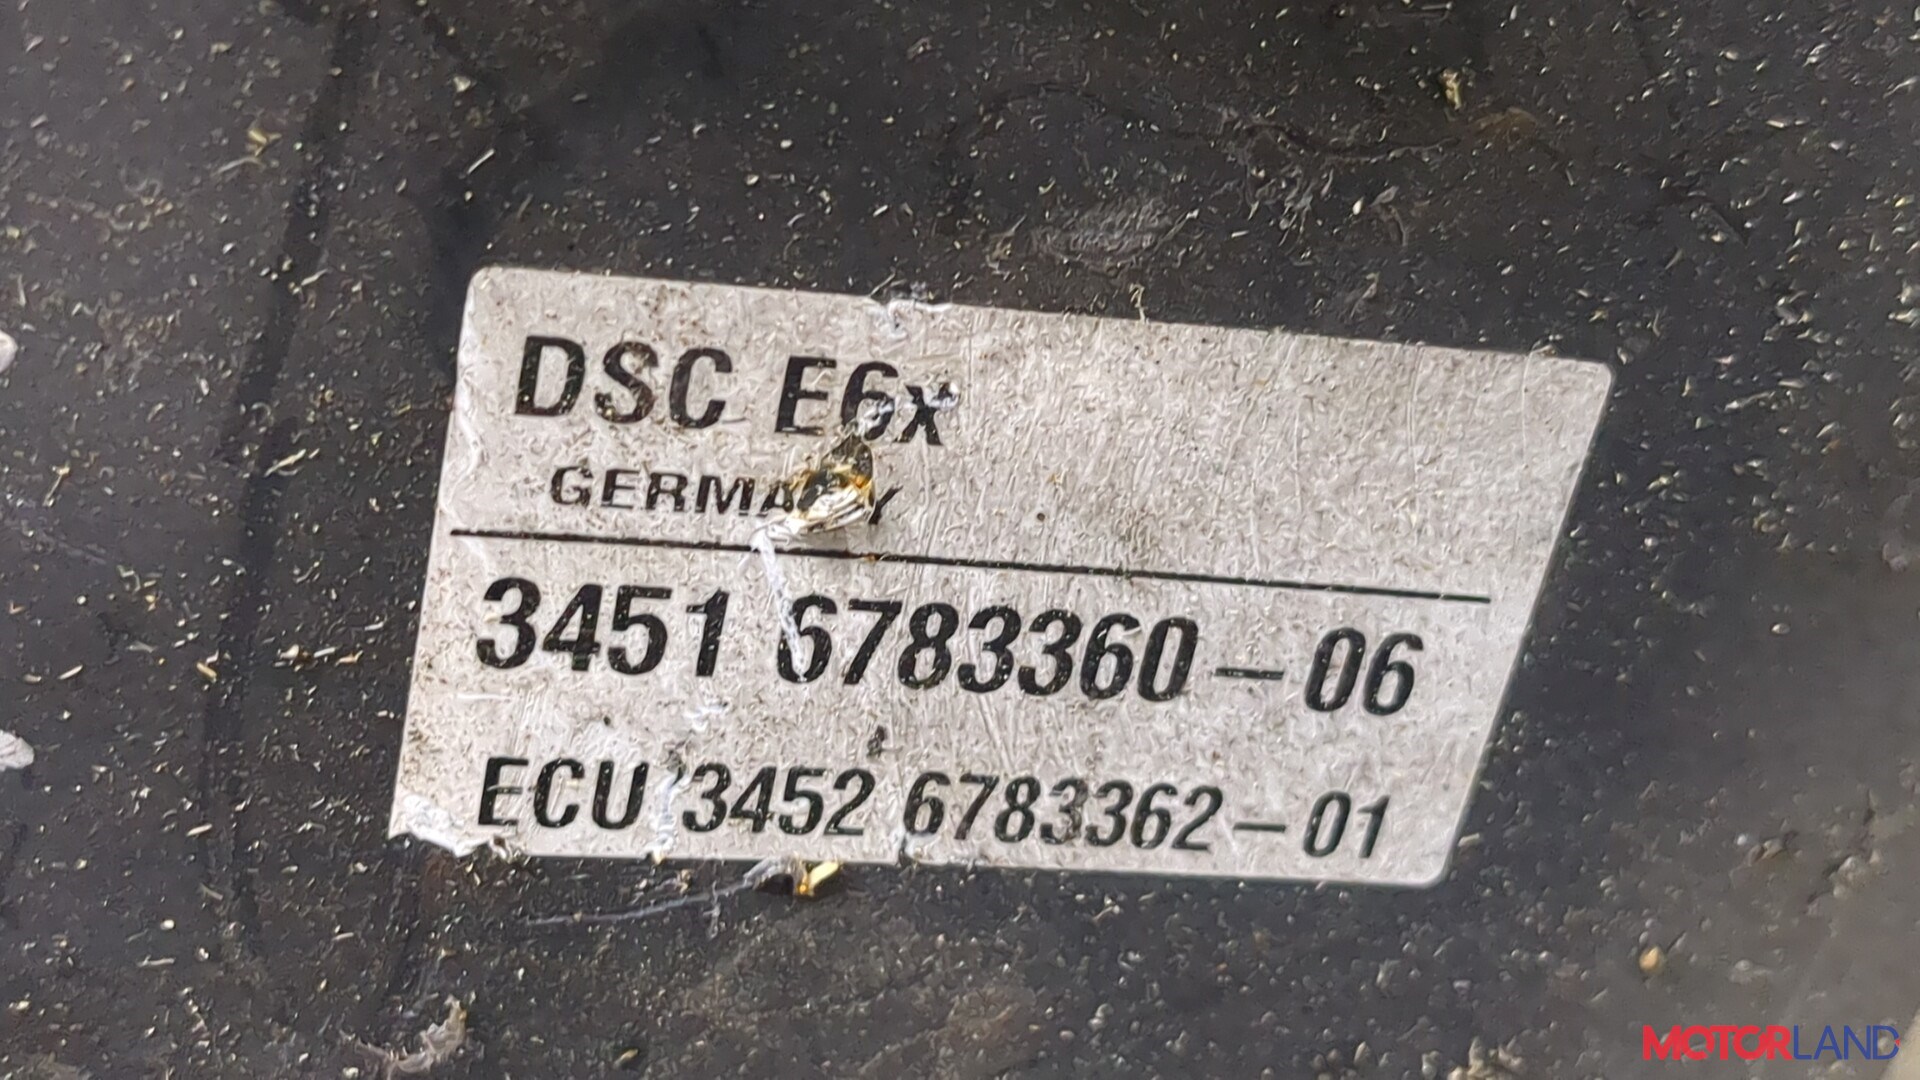 DSC E6x
GERMANY
3451 6783360-06
ECU 3452 6783362-01
MOTORLAND